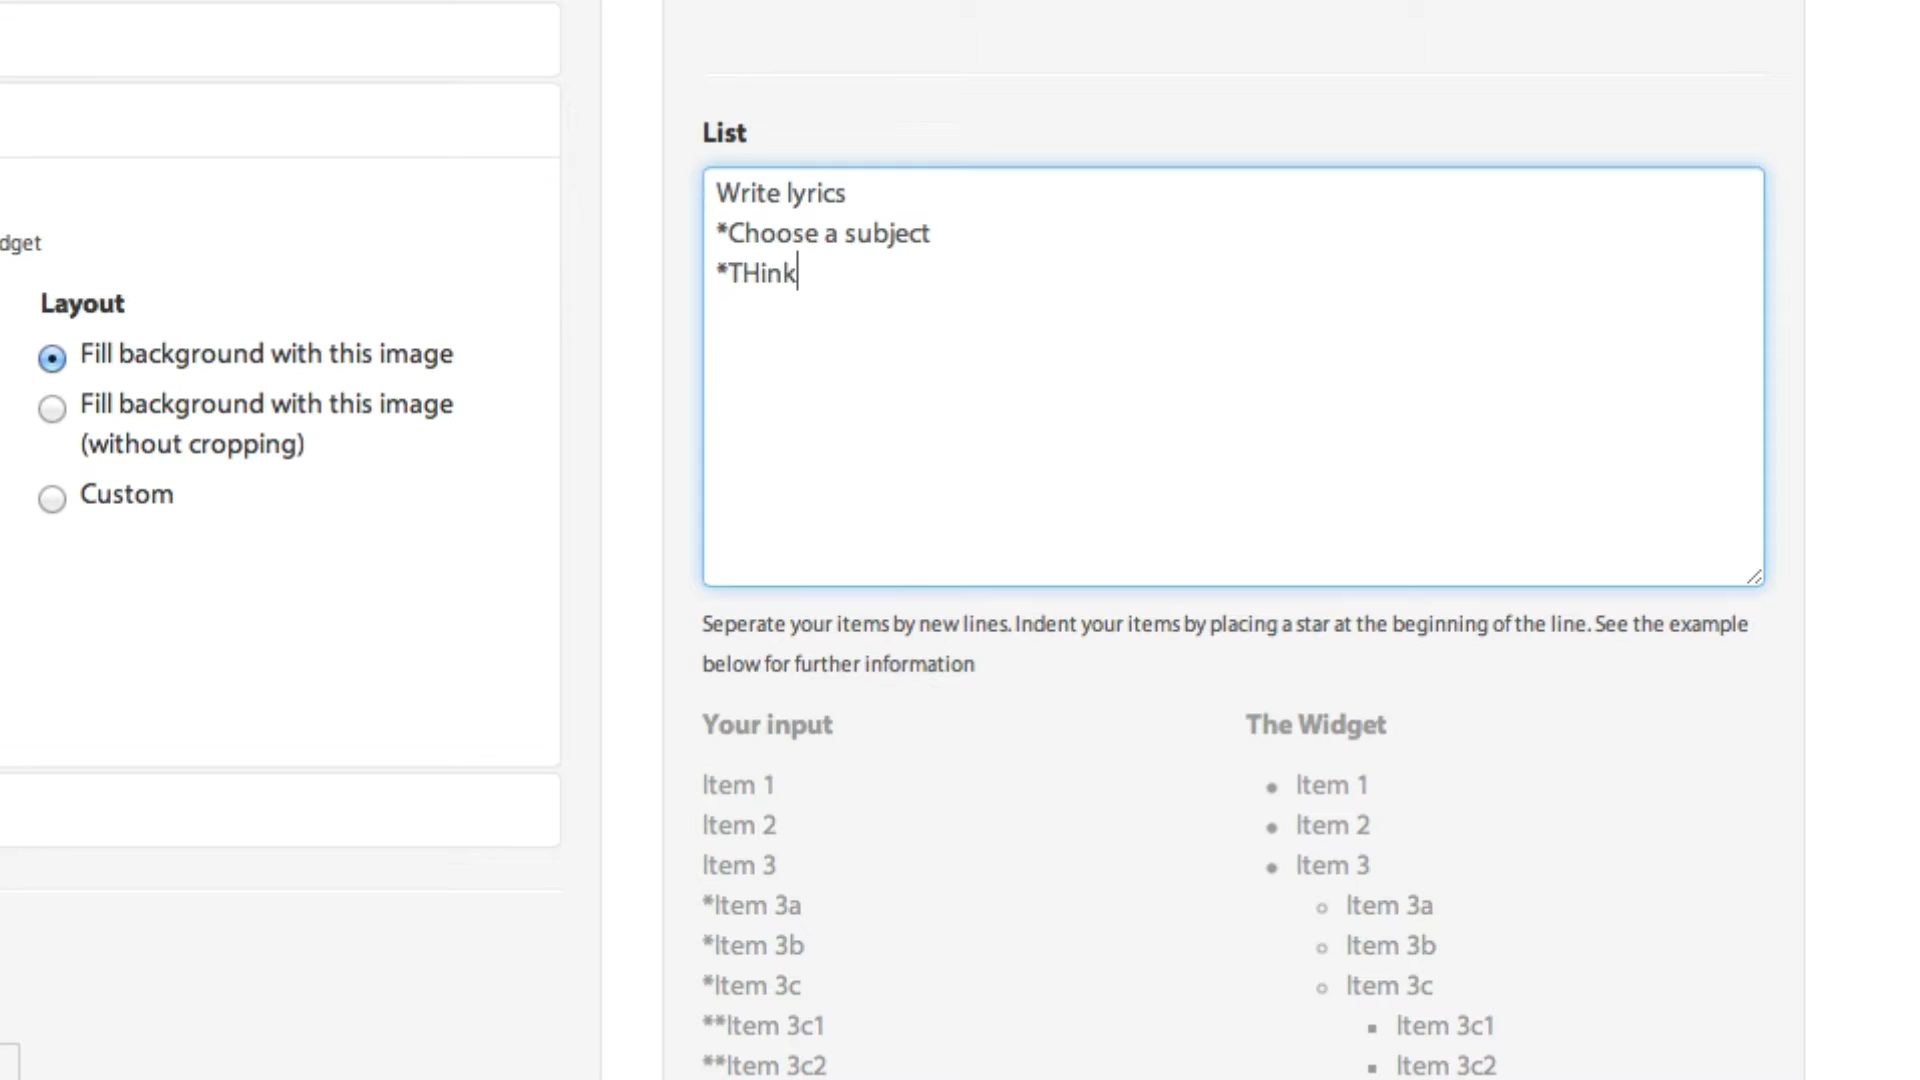 dget
Layout
Fill background with this image
Fill background with this image
(without cropping)
Custom
List
Write lyrics
*Choose a subject
*THink
Seperate your items by new lines. Indent your items by placing a star at the beginning of the line. See the example
below for further information
Your input
Item 1
Item 2
Item 3
*Item 3a
*Item 3b
*Item 3c
**Item 3c1
**Item 3c2
The Widget
Item 1
Item 2
Item 3
Item 3a
Item 3b
Item 3c
Item 3c1
Item 3c2